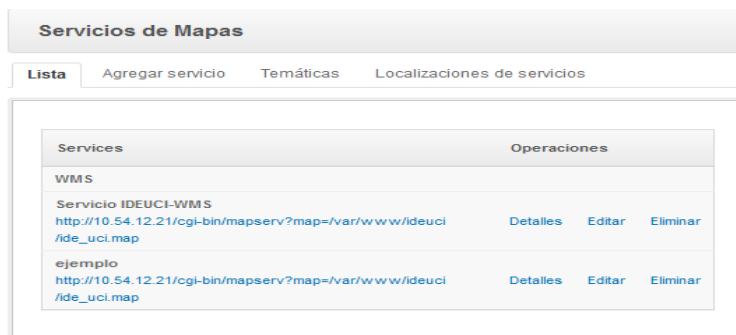 Servicios de Mapas
Lista Agregar servicio Temáticas Localizaciones de servicios
Services Operaciones
WMS
Servicio IDEUCI-WMS
http://10.54.12.21/cgi-bin/mapserv?map=/var/www/ideuci Detalles Editar Eliminar
/ide_uci.map
ejemplo
http://10.54.12.21/cgi-bin/mapserv?map=/var/www/ideuci Detalles Editar Eliminar
/ide_uci.map